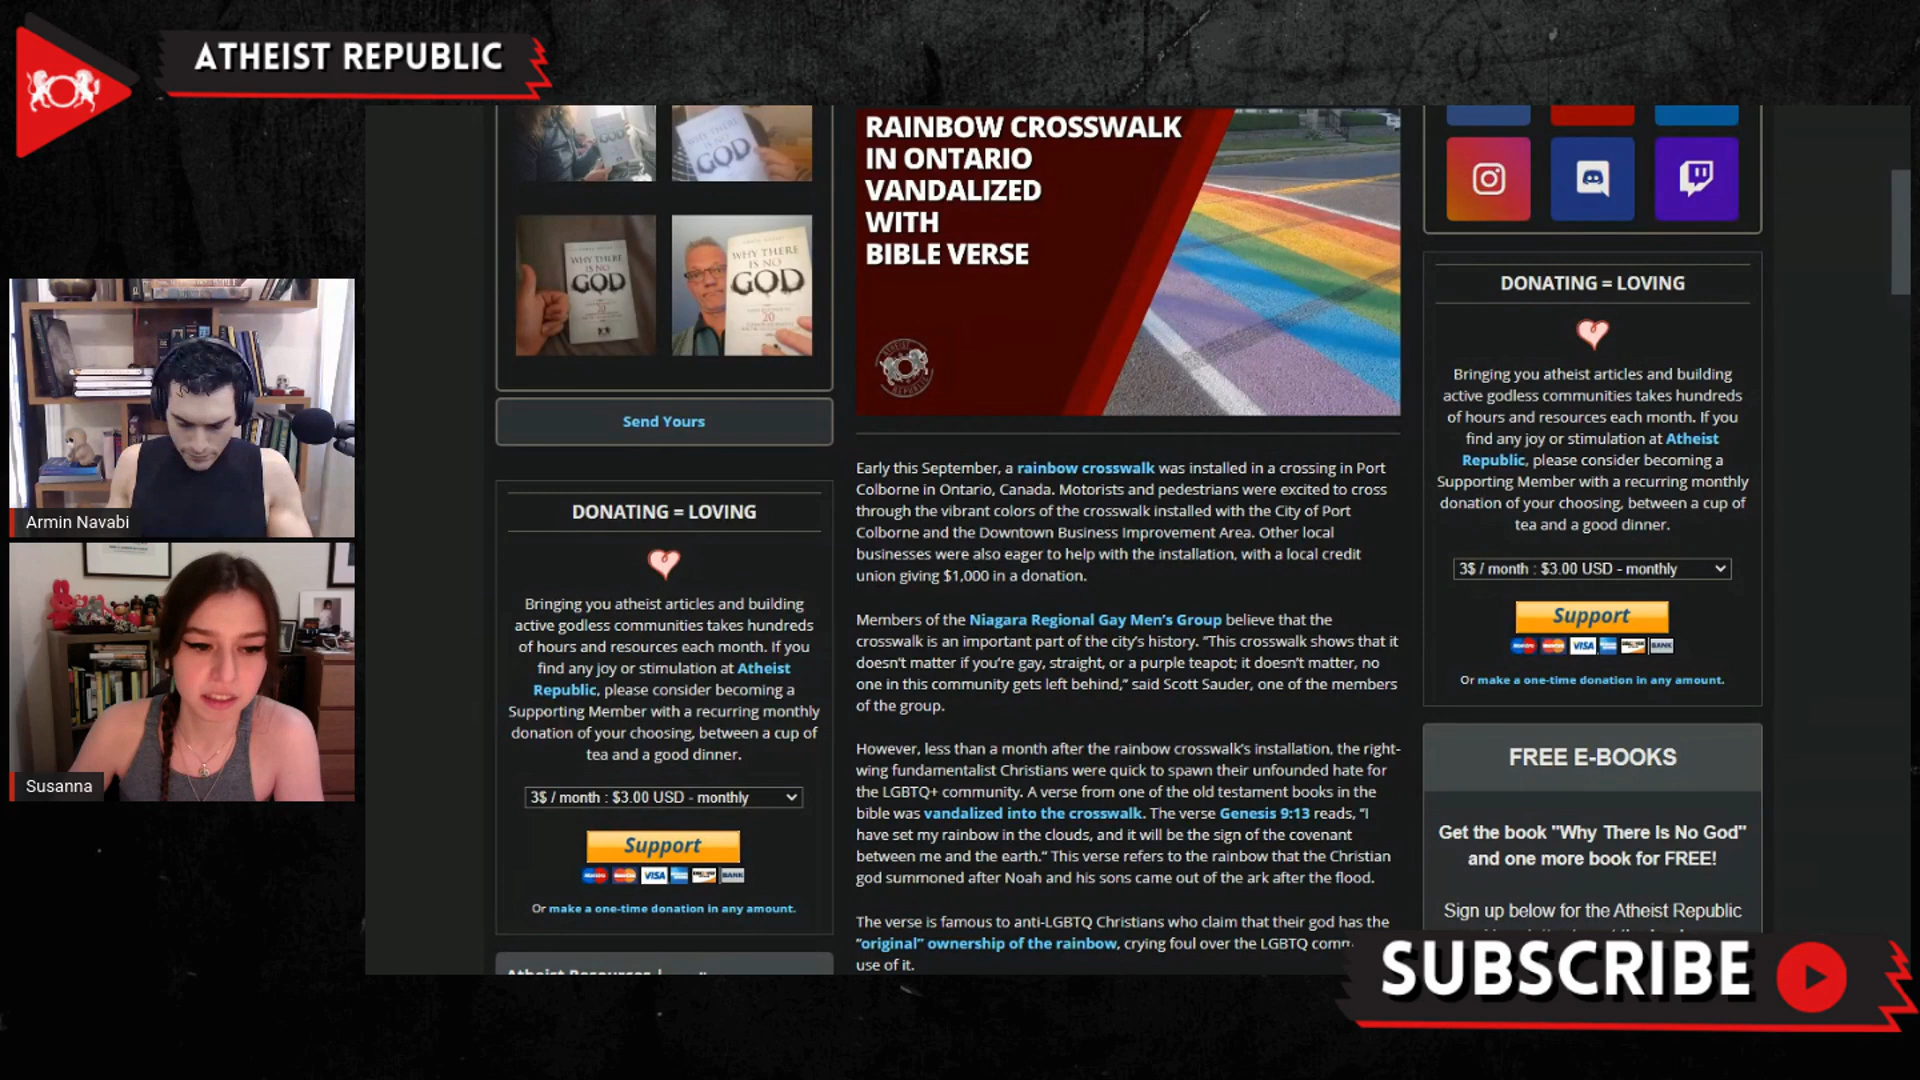 ATHEIST REPUBLIC
WHY THERE
IS NO
GOD
WHY THERE
IS NO
GOD
20
WHY THERE
IS NO
GOD
20
Send Yours
DONATING = LOVING
Bringing you atheist articles and building
active godless communities takes hundreds
of hours and resources each month. If you
find any joy or stimulation at Atheist
Republic, please consider becoming a
Supporting Member with a recurring monthly
donation of your choosing, between a cup of
tea and a good dinner.
3$ / month : $3.00 USD - monthly
Support
VISA
BANK
Or make a one-time donation in any amount.
RAINBOW CROSSWALK
IN ONTARIO
VANDALIZED
WITH
BIBLE VERSE
Early this September, a rainbow crosswalk was installed in a crossing in Port
Colborne in Ontario, Canada. Motorists and pedestrians were excited to cross
through the vibrant colors of the crosswalk installed with the City of Port
Colborne and the Downtown Business Improvement Area. Other local
businesses were also eager to help with the installation, with a local credit
union giving $1,000 in a donation.
Members of the Niagara Regional Gay Men's Group believe that the
crosswalk is an important part of the city's history. "This crosswalk shows that it
doesn't matter if you're gay, straight, or a purple teapot; it doesn't matter, no
one in this community gets left behind," said Scott Sauder, one of the members
of the group.
However, less than a month after the rainbow crosswalk's installation, the right-
wing fundamentalist Christians were quick to spawn their unfounded hate for
the LGBTQ+ community. A verse from one of the old testament books in the
bible was vandalized into the crosswalk. The verse Genesis 9:13 reads, "I
have set my rainbow in the clouds, and it will be the sign of the covenant
between me and the earth." This verse refers to the rainbow that the Christian
god summoned after Noah and his sons came out of the ark after the flood.
The verse is famous to anti-LGBTQ Christians who claim that their god has the
"original" ownership of the rainbow, crying foul over the LGBTQ
use of it.
DONATING = LOVING
Bringing you atheist articles and building
active godless communities takes hundreds
of hours and resources each month. If you
find any joy or stimulation at Atheist
Republic, please consider becoming a
Supporting Member with a recurring monthly
donation of your choosing, between a cup of
tea and a good dinner.
3$ / month : $3.00 USD - monthly
Support
VISA
BANK
Or make a one-time donation in any amount.
FREE E-BOOKS
Get the book "Why There Is No God"
and one more book for FREE!
Sign up below for the Atheist Republic
Armin Navabi
Susanna
SUBSCRIBE